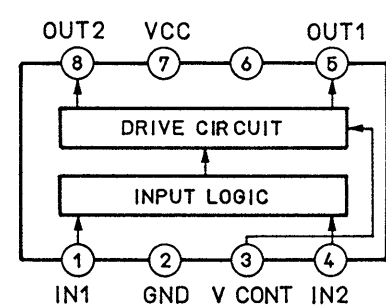 OUT2 VCC OUT1
8 7 6 5
DRIVE CIRCUIT
INPUT LOGIC
1 2 3 4
IN1 GND V CONT IN2